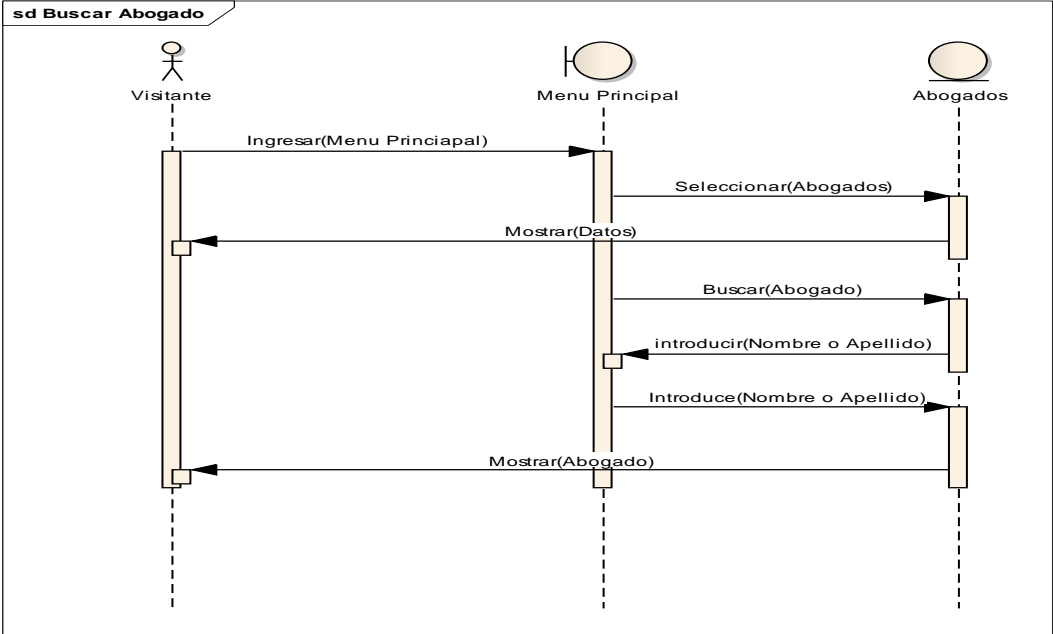 sd Buscar Abogado
Visitante
Menu Principal
Abogados
Ingresar(Menu Princiapal)
Seleccionar(Abogados)
Mostrar(Datos)
Buscar(Abogado)
introducir(Nombre o Apellido)
Introduce(Nombre o Apellido)
Mostrar(Abogado)